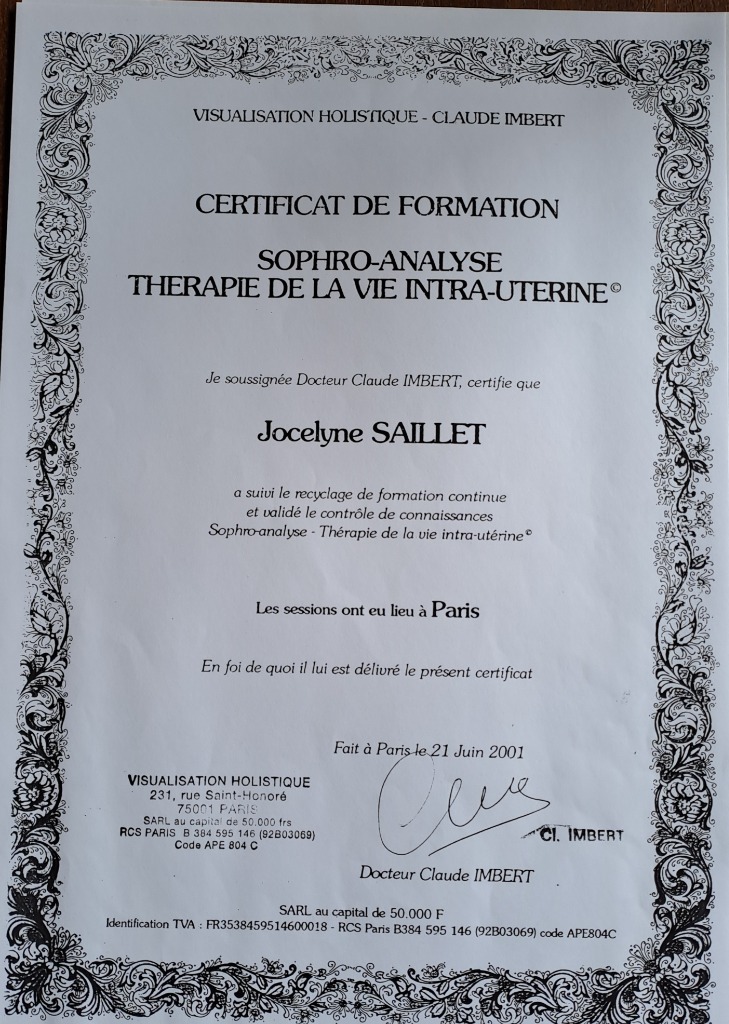 VISUALISATION HOLISTIQUE - CLAUDE IMBERT
CERTIFICAT DE FORMATION
SOPHRO-ANALYSE
THERAPIE DE LA VIE INTRA-UTERINE©
Je soussignée Docteur Claude IMBERT, certifie que
Jocelyne SAILLET
a suivi le recyclage de formation continue
et validé le contrôle de connaissances
Sophro-analyse - Thérapie de la vie intra-utérine©
Les sessions ont eu lieu à Paris
En foi de quoi il lui est délivré le présent certificat
Fait à Paris le 21 Juin 2001
VISUALISATION HOLISTIQUE
231, rue Saint-Honoré
75001 PARIS
SARL au capital de 50.000 frs
RCS PARIS B 384 595 146 (92B03069)
Code APE 804 C
Cl. IMBERT
Docteur Claude IMBERT
SARL au capital de 50.000 F
Identification TVA : FR3538459514600018 - RCS Paris B384 595 146 (92B03069) code APE804C